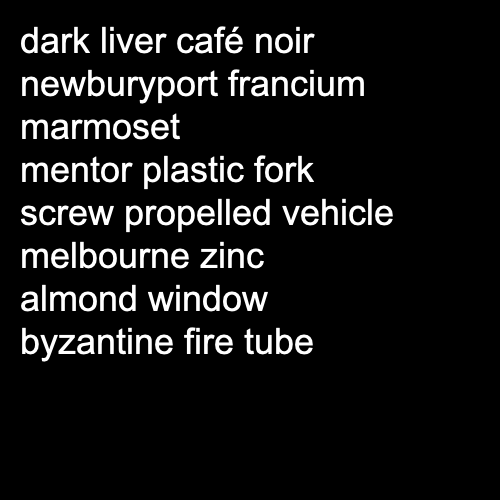 dark liver café noir
newburyport francium
marmoset
mentor plastic fork
screw propelled vehicle
melbourne zinc
almond window
byzantine fire tube